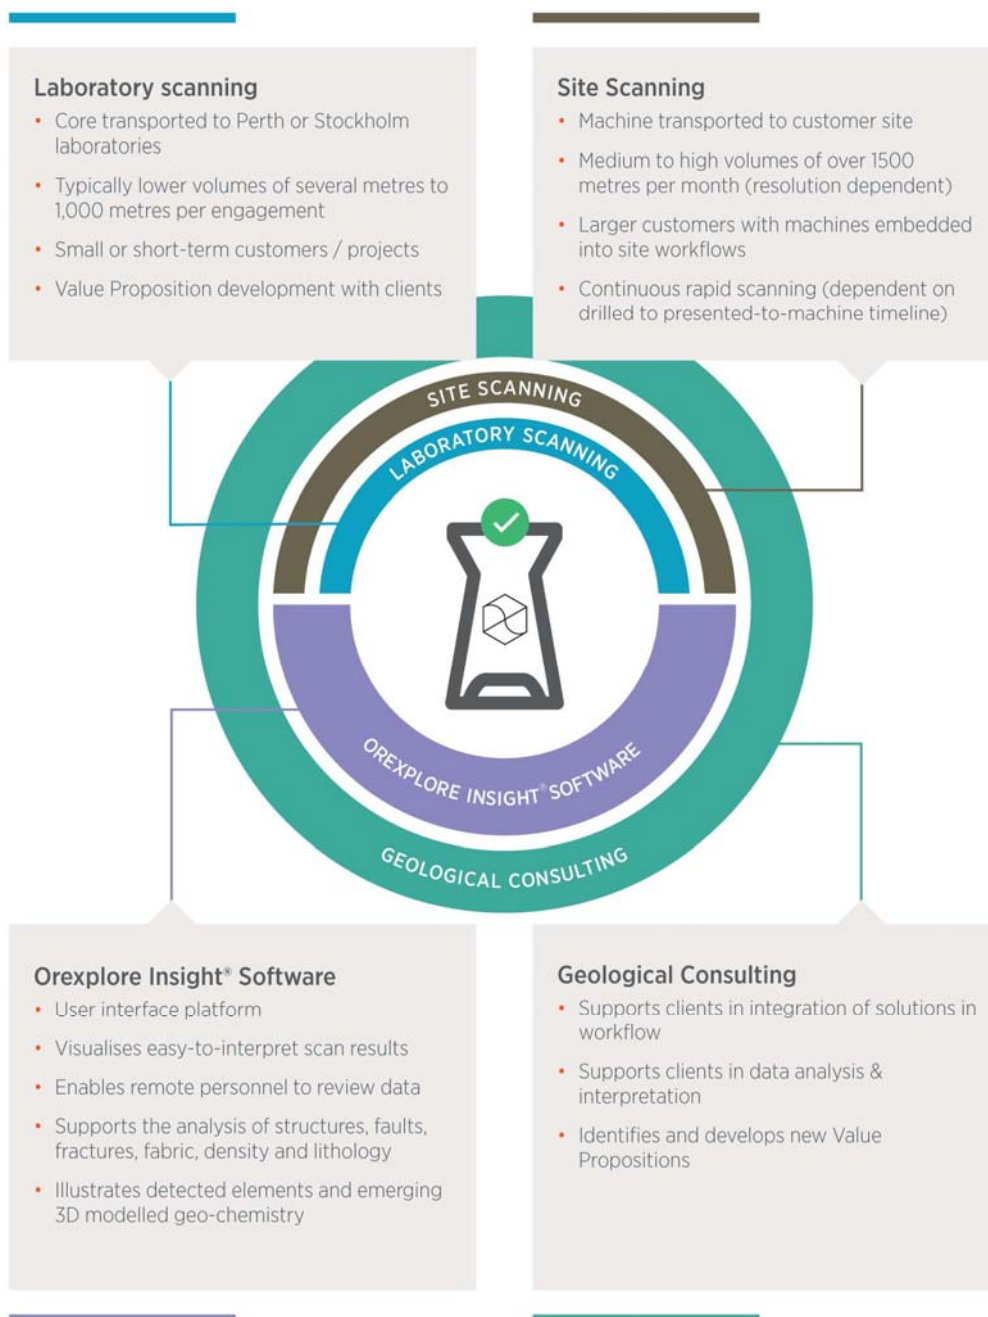 Laboratory scanning
• Core transported to Perth or Stockholm
laboratories
• Typically lower volumes of several metres to
1,000 metres per engagement
• Small or short-term customers / projects
• Value Proposition development with clients
Site Scanning
• Machine transported to customer site
• Medium to high volumes of over 1500
metres per month (resolution dependent)
• Larger customers with machines embedded
into site workflows
• Continuous rapid scanning (dependent on
drilled to presented-to-machine timeline)
SITE SCANNING
LABORATORY SCANNING
OREXPLORE INSIGHT® SOFTWARE
GEOLOGICAL CONSULTING
Orexplore Insight® Software
• User interface platform
• Visualises easy-to-interpret scan results
• Enables remote personnel to review data
• Supports the analysis of structures, faults,
fractures, fabric, density and lithology
• Illustrates detected elements and emerging
3D modelled geo-chemistry
Geological Consulting
• Supports clients in integration of solutions in
workflow
• Supports clients in data analysis &
interpretation
• Identifies and develops new Value
Propositions